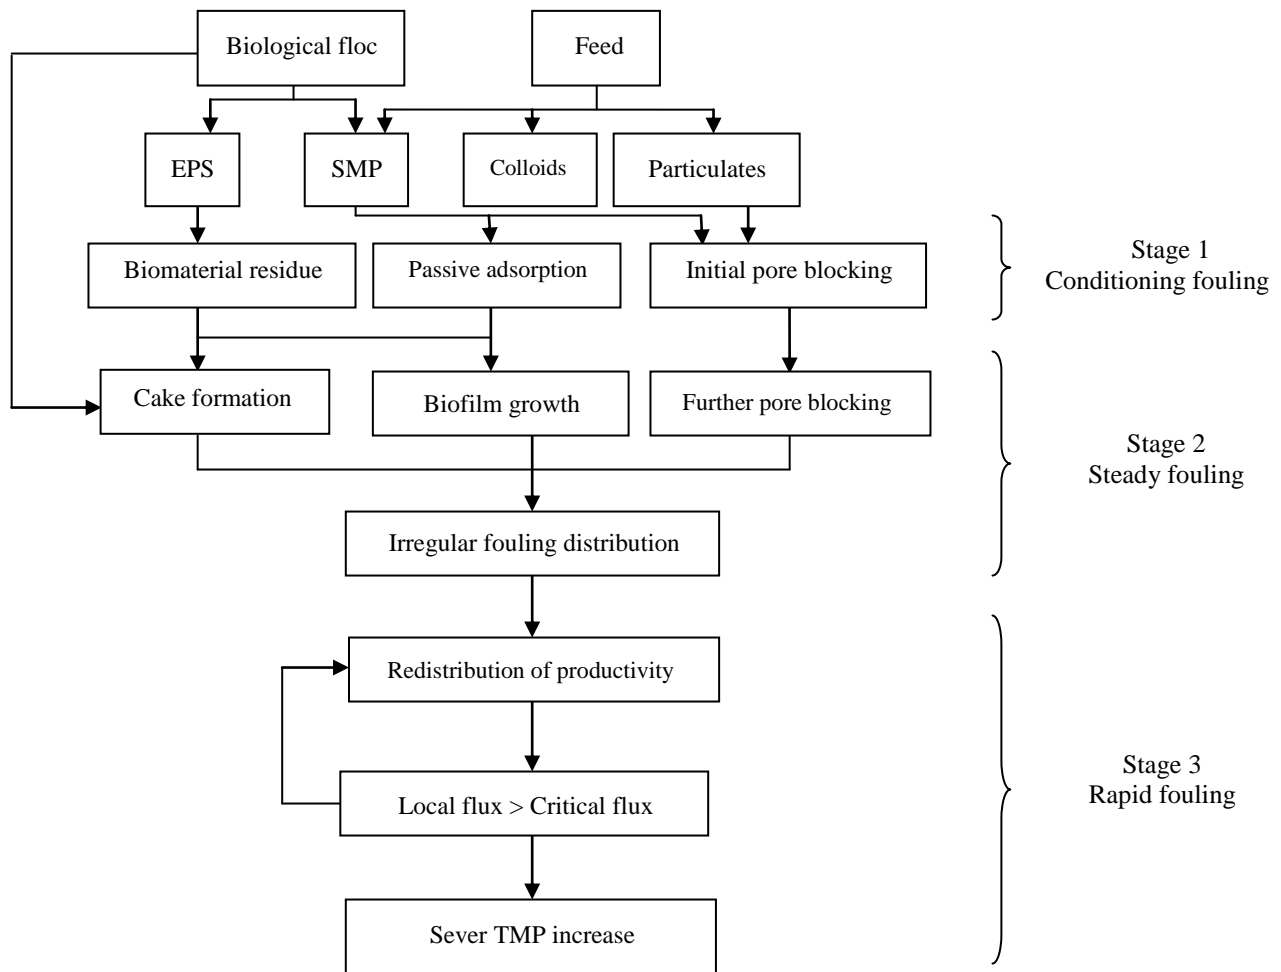 Biological floc
Feed
EPS
SMP
Colloids
Particulates
Biomaterial residue
Passive adsorption
Initial pore blocking
Stage 1
Conditioning fouling
Cake formation
Biofilm growth
Further pore blocking
Stage 2
Steady fouling
Irregular fouling distribution
Redistribution of productivity
Local flux > Critical flux
Stage 3
Rapid fouling
Sever TMP increase